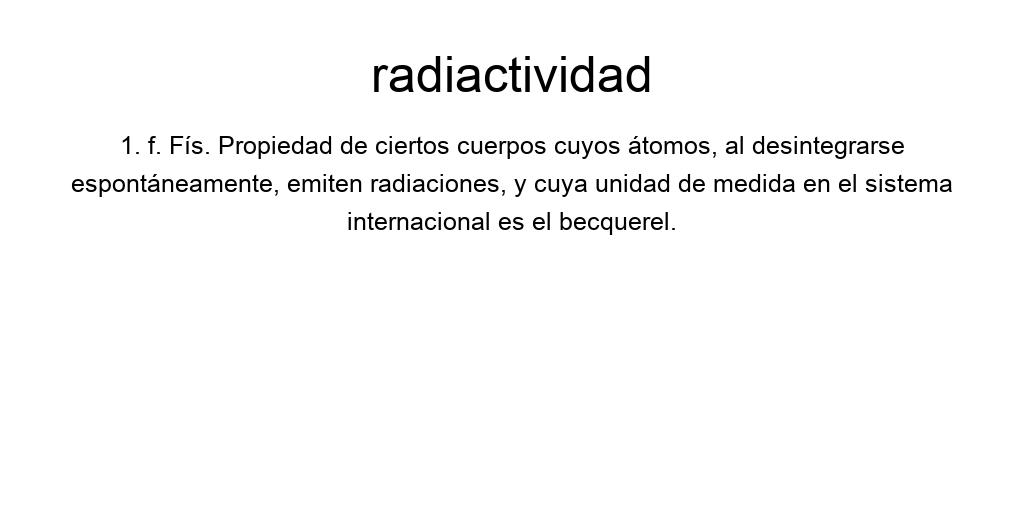 radiactividad
1. f. Fís. Propiedad de ciertos cuerpos cuyos átomos, al desintegrarse
espontáneamente, emiten radiaciones, y cuya unidad de medida en el sistema
internacional es el becquerel.